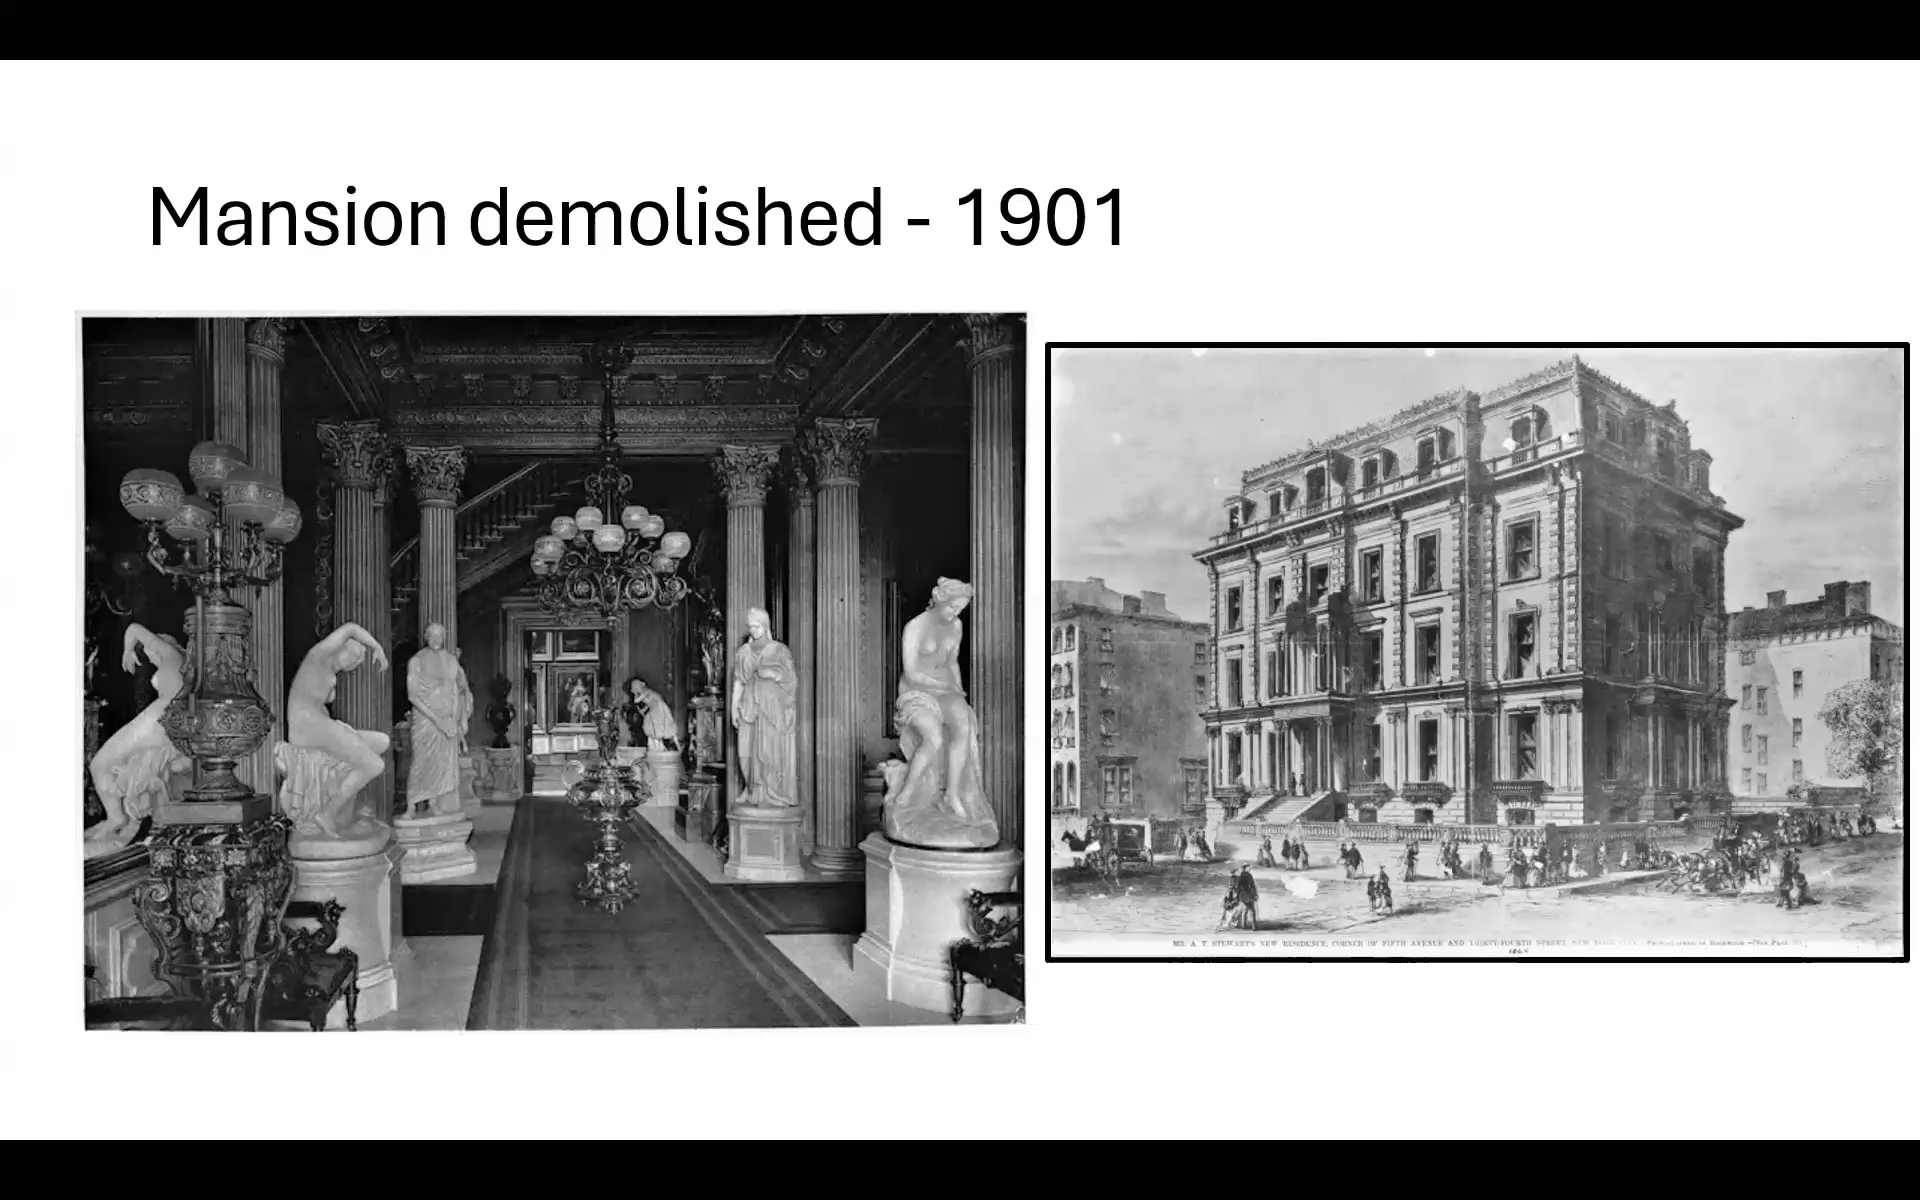 Mansion demolished - 1901
MR. A. T. STEWART'S NEW RESIDENCE, CORNER OF FIFTH AVENUE AND THIRTY-FOURTH STREET, NEW YORK